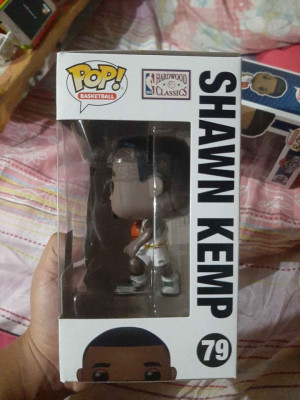 POP!
BASKETBALL
HARDWOOD
CLASSICS
SHAWN KEMP
79